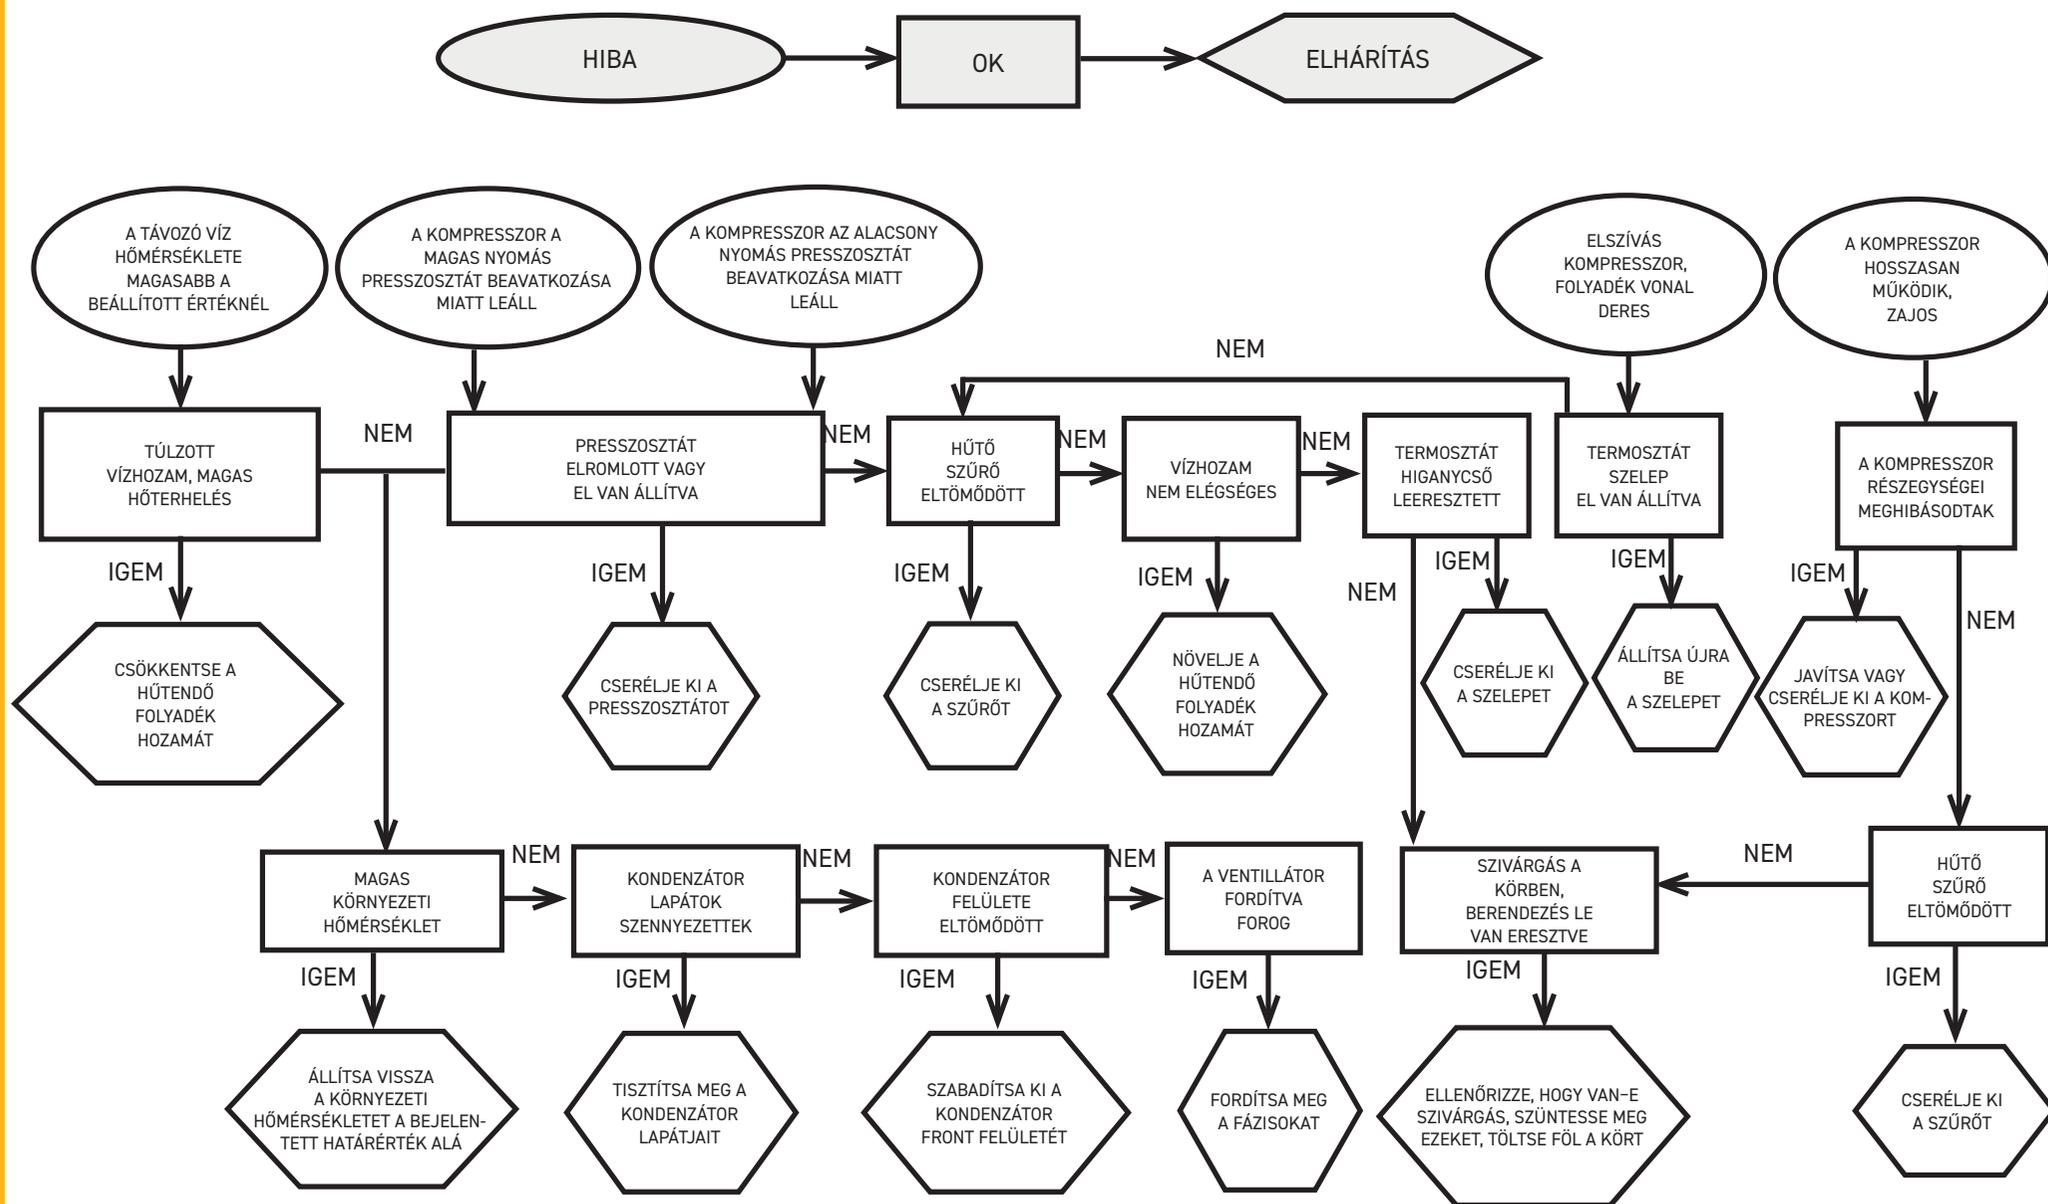 HIBA
OK
ELHÁRÍTÁS
A TÁVOZÓ VÍZ
HŐMÉRSÉKLETE
MAGASABB A
BEÁLLÍTOTT ÉRTÉKNÉL
A KOMPRESSZOR A
MAGAS NYOMÁS
PRESSZOSZTÁT BEAVATKOZÁSA
MIATT LEÁLL
A KOMPRESSZOR AZ ALACSONY
NYOMÁS PRESSZOSZTÁT
BEAVATKOZÁSA MIATT
LEÁLL
ELSZÍVÁS
KOMPRESSZOR,
FOLYADÉK VONAL
DERES
A KOMPRESSZOR
HOSSZASAN
MŰKÖDIK,
ZAJOS
NEM
TÚLZOTT
VÍZHOZAM, MAGAS
HŐTERHELÉS
NEM
PRESSZOSZTÁT
ELROMLOTT VAGY
EL VAN ÁLLÍTVA
NEM
HŰTŐ
SZŰRŐ
ELTÖMŐDÖTT
NEM
VÍZHOZAM
NEM ELÉGSÉGES
NEM
TERMOSZTÁT
HIGANYCSŐ
LEERESZTETT
TERMOSZTÁT
SZELEP
EL VAN ÁLLÍTVA
A KOMPRESSZOR
RÉSZEGYSÉGEI
MEGHIBÁSODTAK
IGEM
IGEM
IGEM
IGEM
NEM
IGEM
IGEM
IGEM
NEM
CSÖKKENTSE A
HŰTENDŐ
FOLYADÉK
HOZAMÁT
CSERÉLJE KI A
PRESSZOSZTÁTOT
CSERÉLJE KI
A SZŰRŐT
NÖVELJE A
HŰTENDŐ
FOLYADÉK
HOZAMÁT
CSERÉLJE KI
A SZELEPET
ÁLLÍTSA ÚJRA
BE
A SZELEPET
JAVÍTSA VAGY
CSERÉLJE KI A KOM-
PRESSZORT
MAGAS
KÖRNYEZETI
HŐMÉRSÉKLET
NEM
KONDENZÁTOR
LAPÁTOK
SZENNYEZETTEK
NEM
KONDENZÁTOR
FELÜLETE
ELTÖMŐDÖTT
NEM
A VENTILLÁTOR
FORDÍTVA
FOROG
SZIVÁRGÁS A
KÖRBEN,
BERENDEZÉS LE
VAN ERESZTVE
NEM
HŰTŐ
SZŰRŐ
ELTÖMŐDÖTT
IGEM
IGEM
IGEM
IGEM
IGEM
IGEM
ÁLLÍTSA VISSZA
A KÖRNYEZETI
HŐMÉRSÉKLETET A BEJELEN-
TETT HATÁRÉRTÉK ALÁ
TISZTÍTSA MEG A
KONDENZÁTOR
LAPÁTJAIT
SZABADÍTSA KI A
KONDENZÁTOR
FRONT FELÜLETÉT
FORDÍTSA MEG
A FÁZISOKAT
ELLENŐRIZZE, HOGY VAN-E
SZIVÁRGÁS, SZÜNTESSE MEG
EZEKET, TÖLTSE FÖL A KÖRT
CSERÉLJE KI
A SZŰRŐT